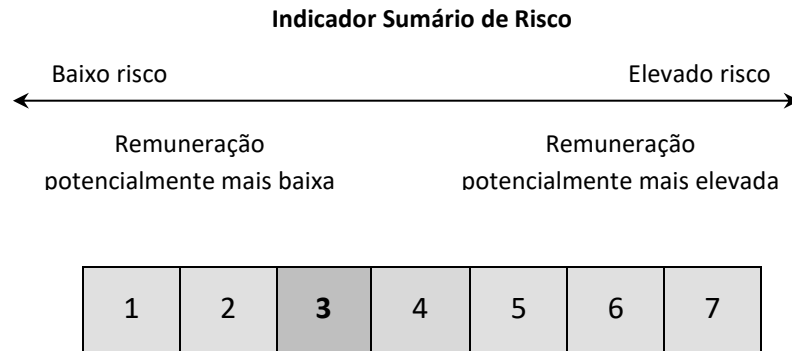 Indicador Sumário de Risco
Baixo risco Elevado risco
Remuneração Remuneração
potencialmente mais baixa potencialmente mais elevada
1 2 3 4 5 6 7